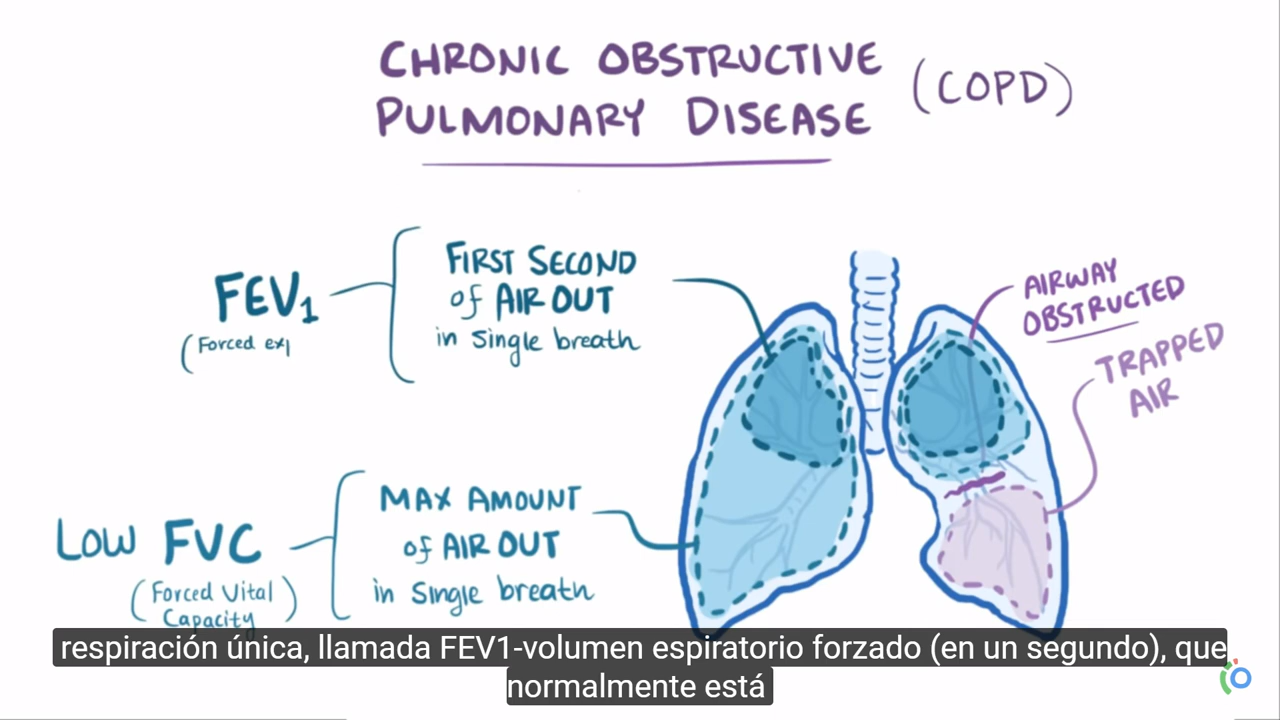 CHRONIC OBSTRUCTIVE
PULMONARY DISEASE
(COPD)
FEV1
(Forced exp
FIRST SECOND
of AIR OUT
in Single breath
AIRWAY
OBSTRUCTED
TRAPPED
AIR
LOW FVC
(Forced Vital
Capacity)
MAX AMOUNT
of AIR OUT
in Single breath
respiración única, llamada FEV1-volumen espiratorio forzado (en un segundo), que
normalmente está